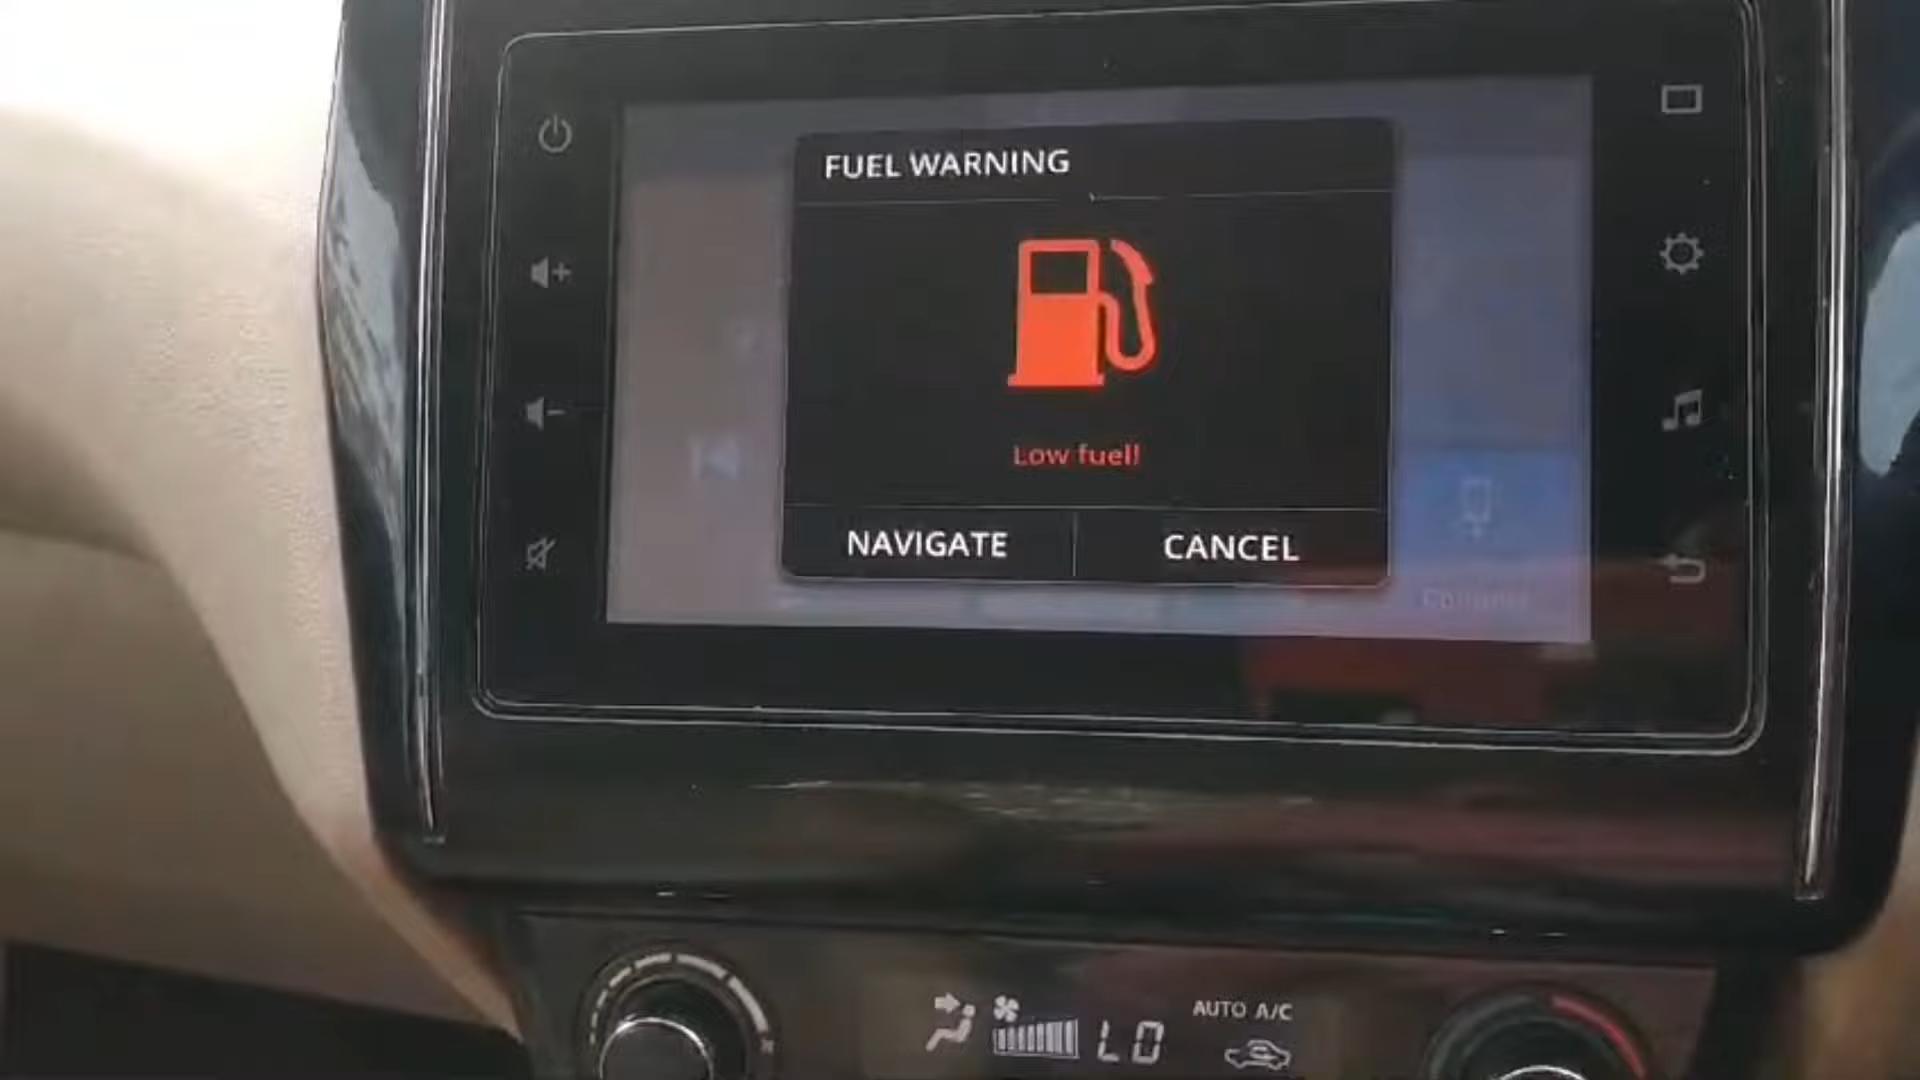 FUEL WARNING
Low fuel!
NAVIGATE
CANCEL
LO
AUTO A/C